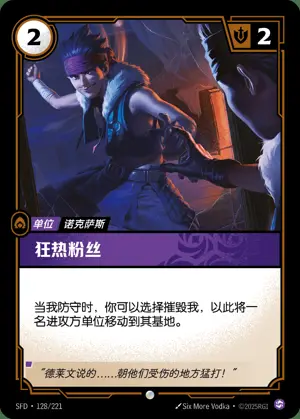 2
2
单位 诺克萨斯
狂热粉丝
当我防守时，你可以选择摧毁我，以此将一
名进攻方单位移动到其基地。
"德莱文说的……朝他们受伤的地方猛打！"
SFD • 128/221 Six More Vodka • ©2025RGI